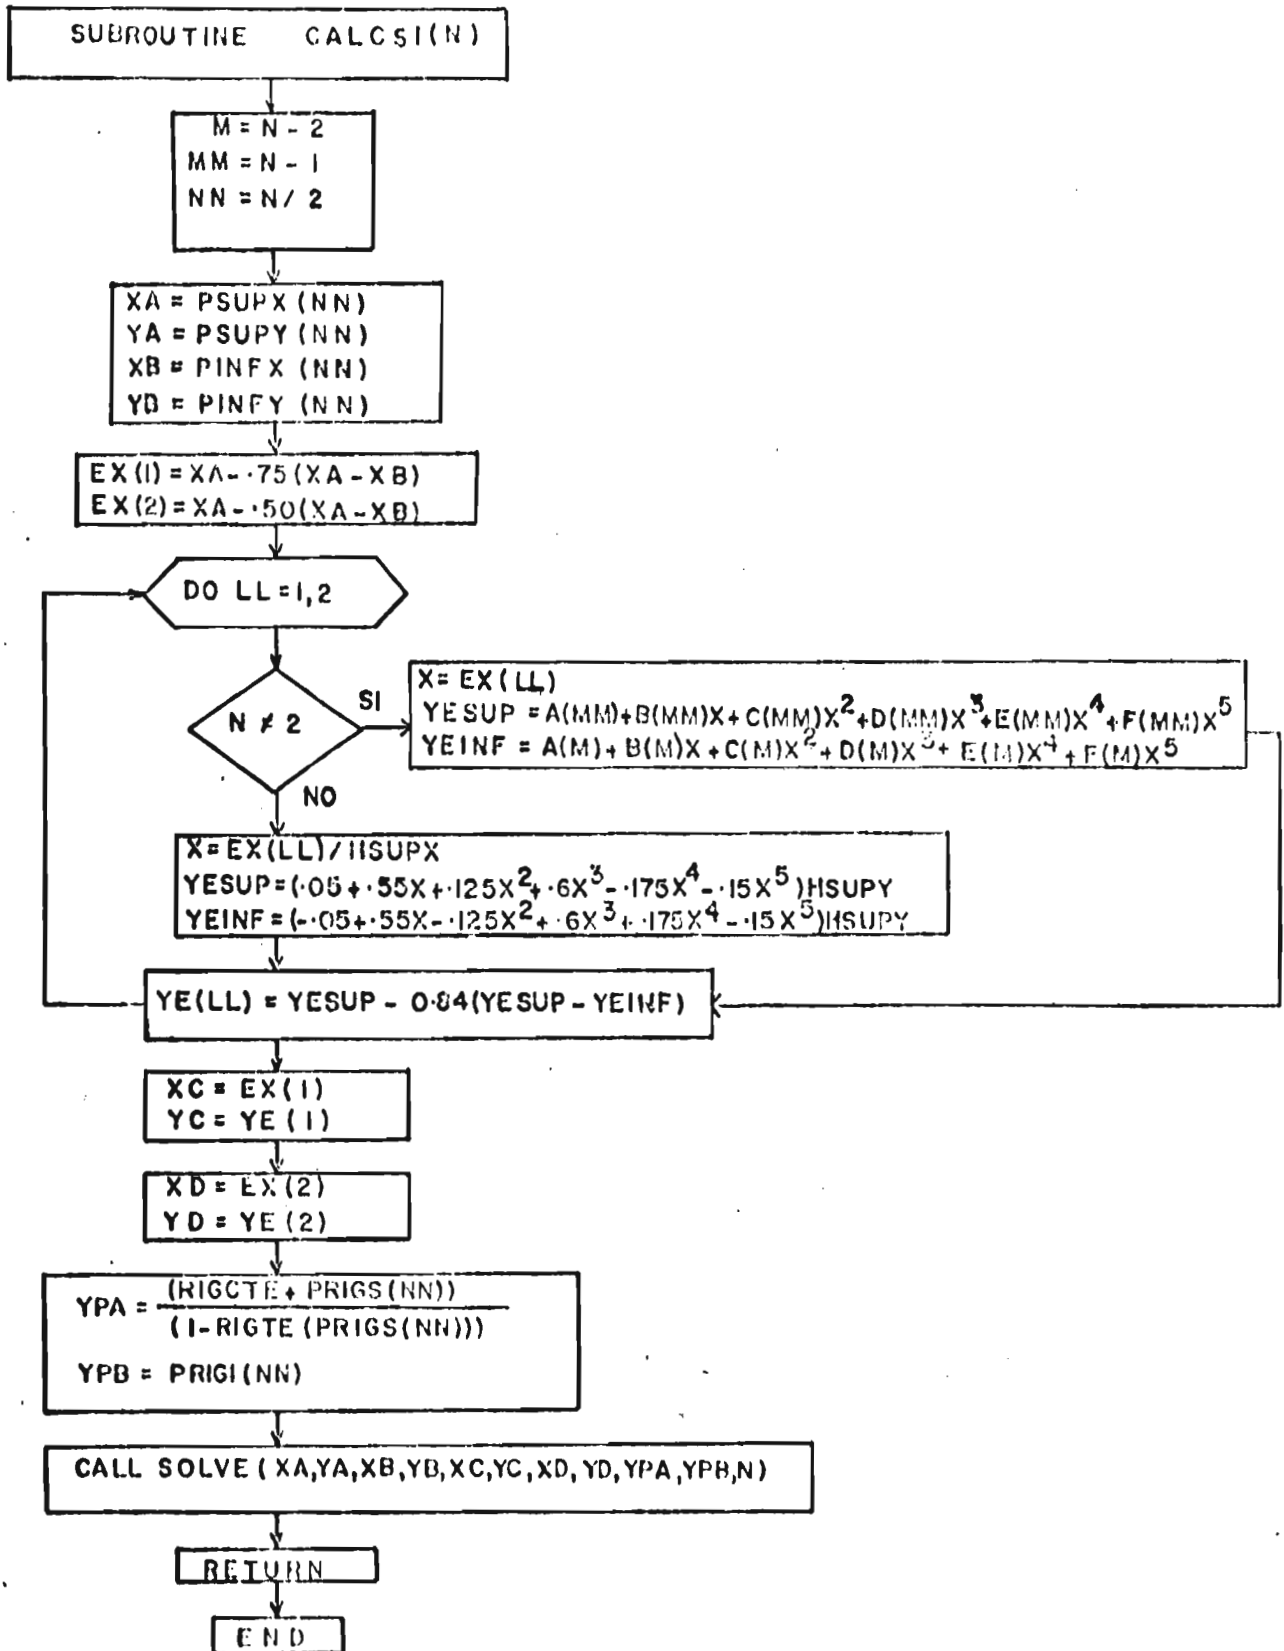 SUBROUTINE CALCSI(N)
M = N - 2
MM = N - 1
NN = N / 2
XA = PSUPX (NN)
YA = PSUPY (NN)
XB = PINFX (NN)
YB = PINFY (NN)
EX(1) = XA - .75(XA - XB)
EX(2) = XA - .50(XA - XB)
DO LL = 1,2
N ≠ 2
SI
X = EX(LL)
YESUP = A(MM)+B(MM)X+C(MM)X²+D(MM)X³+E(MM)X⁴+F(MM)X⁵
YEINF = A(M)+B(M)X+C(M)X²+D(M)X³+E(M)X⁴+F(M)X⁵
NO
X=EX(LL)/HSUPX
YESUP=(.05+.55X+.125X²+.6X³-.175X⁴-.15X⁵)HSUPY
YEINF=(-.05+.55X-.125X²+.6X³+.175X⁴-.15X⁵)HSUPY
YE(LL) = YESUP - 0.84(YESUP - YEINF)
XC = EX(1)
YC = YE(1)
XD = EX(2)
YD = YE(2)
YPA = (RIGCTE + PRIGS(NN)) / (1-RIGTE (PRIGS(NN)))
YPB = PRIGI(NN)
CALL SOLVE (XA,YA,XB,YB,XC,YC,XD,YD,YPA,YPB,N)
RETURN
END